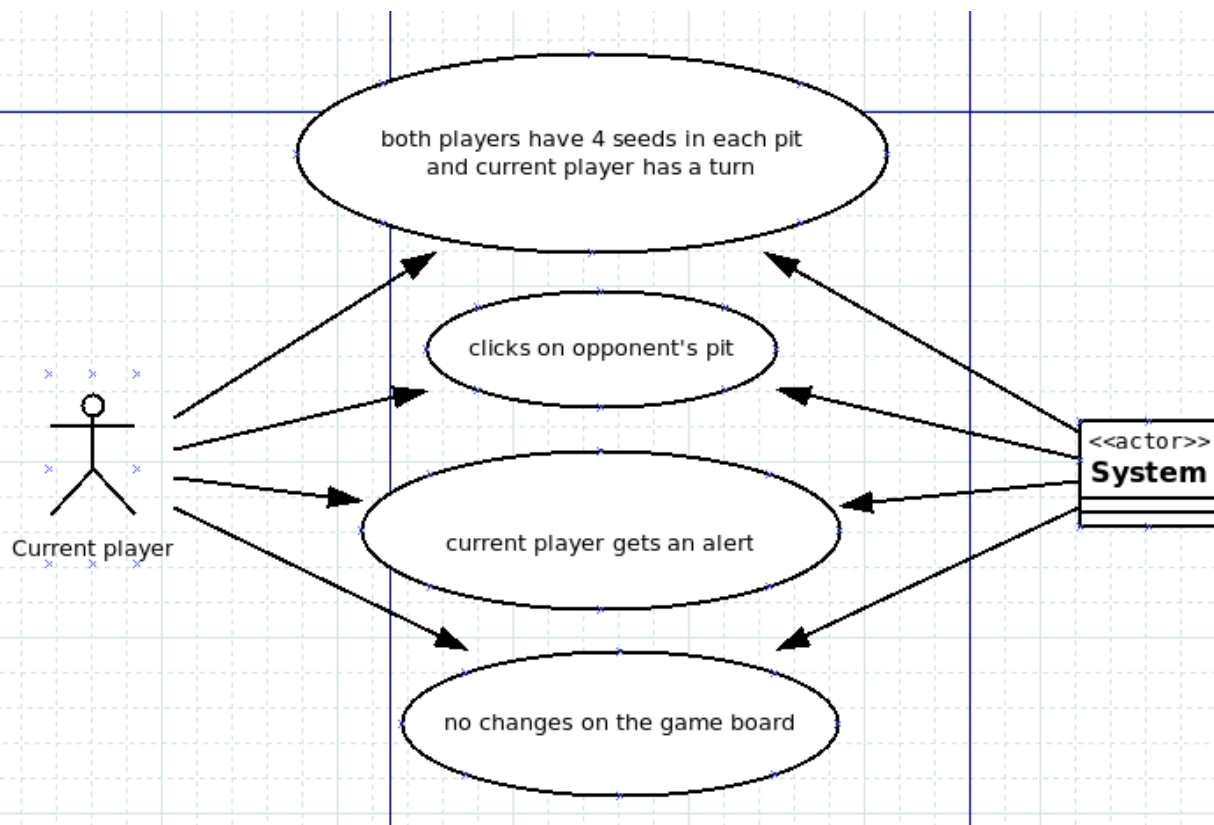 both players have 4 seeds in each pit
and current player has a turn
clicks on opponent's pit
<<actor>>
System
current player gets an alert
Current player
no changes on the game board